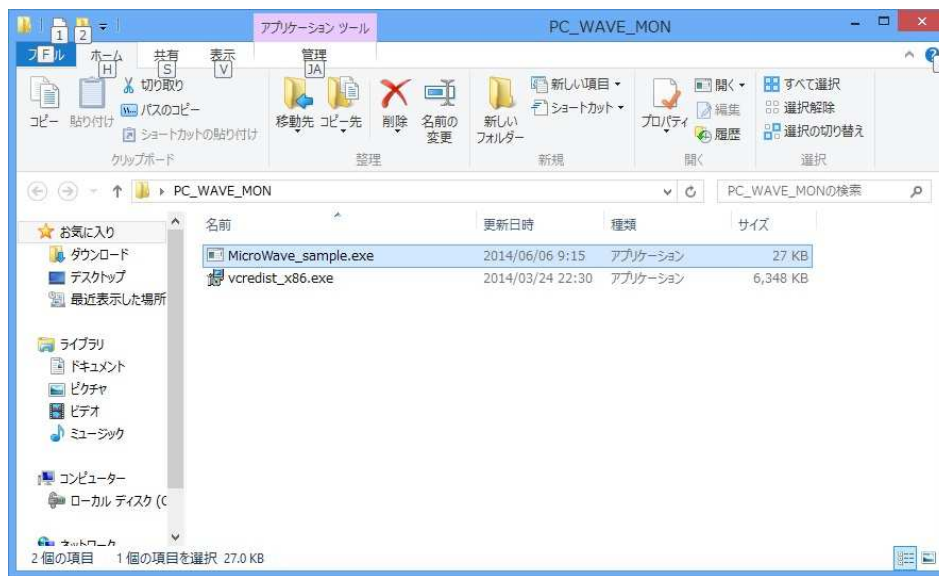 アプリケーション ツール
PC_WAVE_MON
1
2
ファイル
ホーム
共有
表示
管理
F
H
S
V
JA
コピー
貼り付け
切り取り
パスのコピー
ショートカットの貼り付け
移動先
コピー先
削除
名前の
変更
新しい
フォルダー
新しい項目
ショートカット
プロパティ
開く
編集
履歴
すべて選択
選択解除
選択の切り替え
クリップボード
整理
新規
開く
選択
PC_WAVE_MON
PC_WAVE_MONの検索
名前
更新日時
種類
サイズ
MicroWave_sample.exe
2014/06/06 9:15
アプリケーション
27 KB
vcredist_x86.exe
2014/03/24 22:30
アプリケーション
6,348 KB
お気に入り
ダウンロード
デスクトップ
最近表示した場所
ライブラリ
ドキュメント
ピクチャ
ビデオ
ミュージック
コンピューター
ローカル ディスク (C
ネットワーク
2 個の項目
1 個の項目を選択 27.0 KB